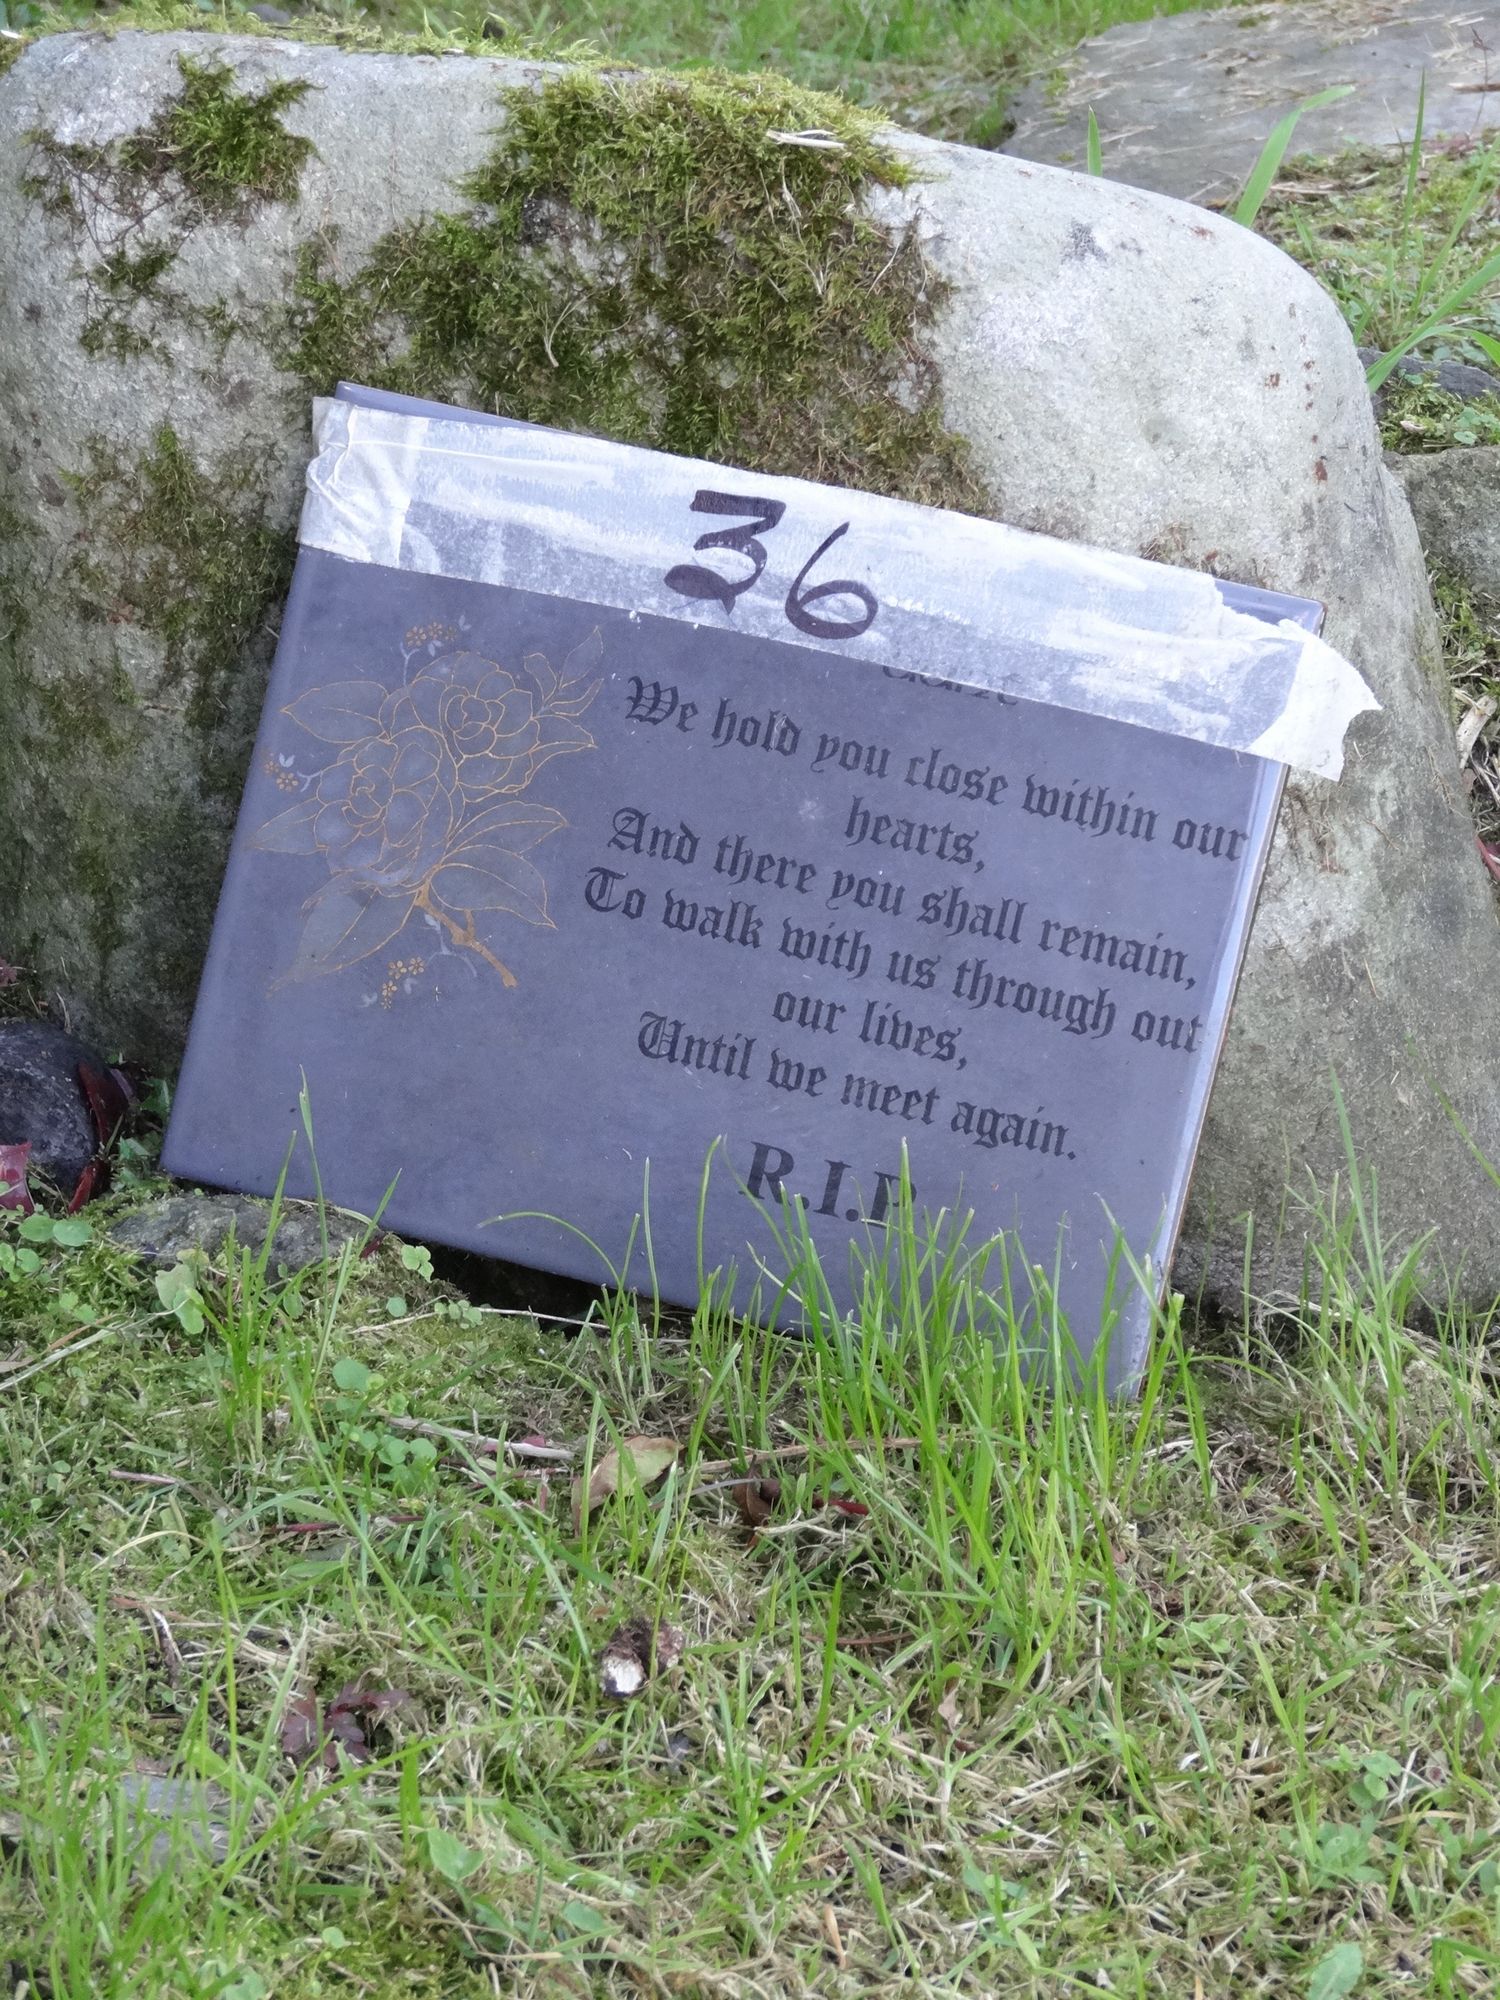 36
We hold you close within our
hearts,
And there you shall remain,
To walk with us through out
our lives,
Until we meet again.
R.I.P